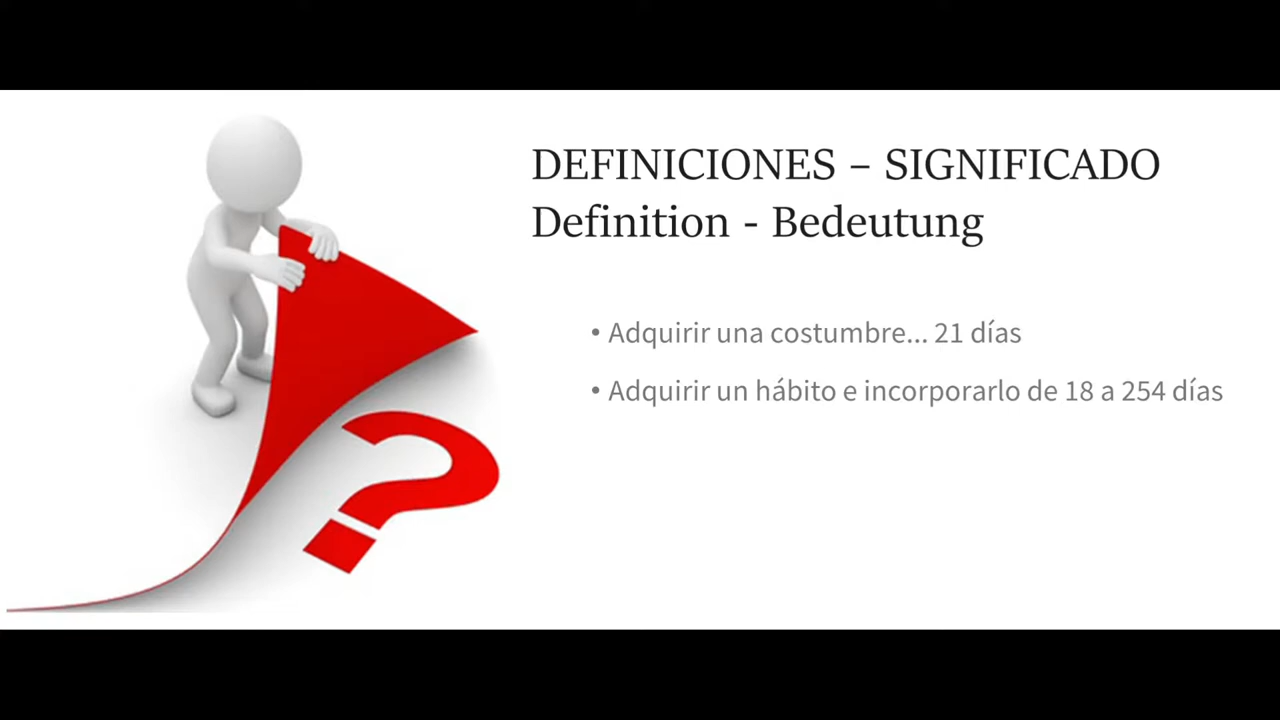 DEFINICIONES – SIGNIFICADO
Definition - Bedeutung
• Adquirir una costumbre... 21 días
• Adquirir un hábito e incorporarlo de 18 a 254 días
?